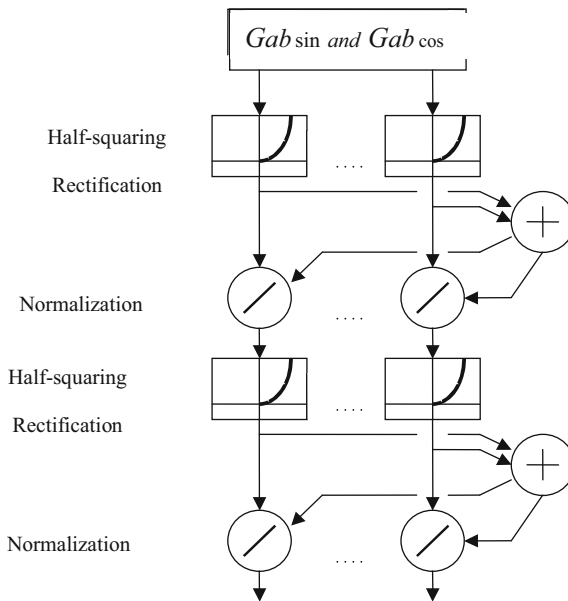 Gab sin and Gab cos
Half-squaring
Rectification
. . . .
Normalization
. . . .
Half-squaring
Rectification
. . . .
Normalization
. . . .